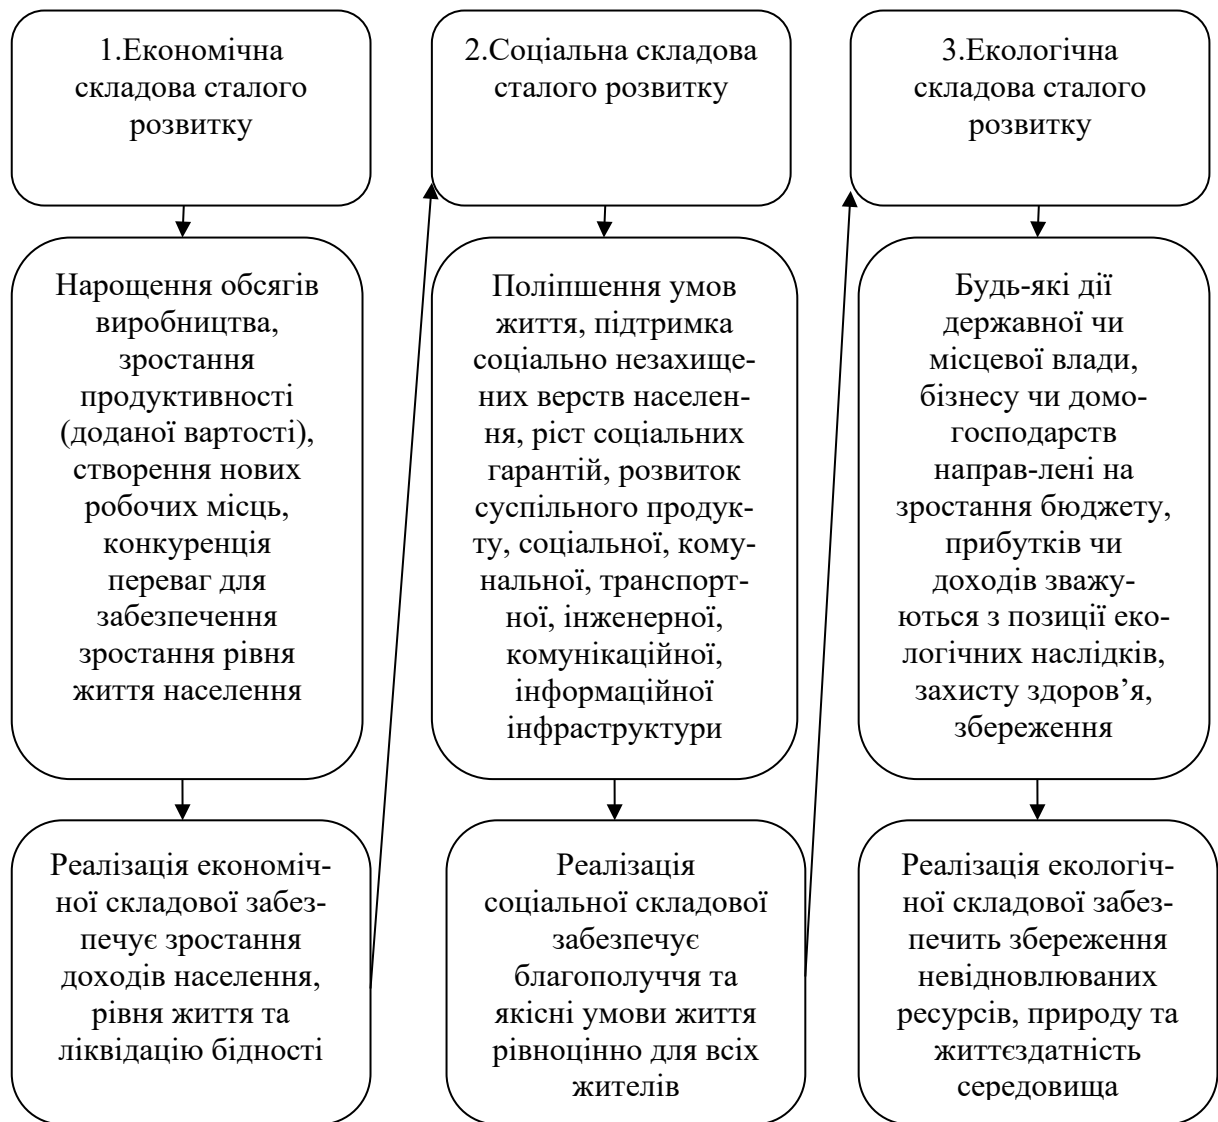 1.Економічна
складова сталого
розвитку
2.Соціальна складова
сталого розвитку
3.Екологічна
складова сталого
розвитку
Нарощення обсягів
виробництва,
зростання
продуктивності
(доданої вартості),
створення нових
робочих місць,
конкуренція
переваг для
забезпечення
зростання рівня
життя населення
Поліпшення умов
життя, підтримка
соціально незахище-
них верств населен-
ня, ріст соціальних
гарантій, розвиток
суспільного продук-
ту, соціальної, кому-
нальної, транспорт-
ної, інженерної,
комунікаційної,
інформаційної
інфраструктури
Будь-які дії
державної чи
місцевої влади,
бізнесу чи домо-
господарств
направ-лені на
зростання бюджету,
прибутків чи
доходів зважу-
ються з позиції еко-
логічних наслідків,
захисту здоров’я,
збереження
Реалізація економіч-
ної складової забез-
печує зростання
доходів населення,
рівня життя та
ліквідацію бідності
Реалізація
соціальної складової
забезпечує
благополуччя та
якісні умови життя
рівноцінно для всіх
жителів
Реалізація екологіч-
ної складової забез-
печить збереження
невідновлюваних
ресурсів, природу та
життєздатність
середовища